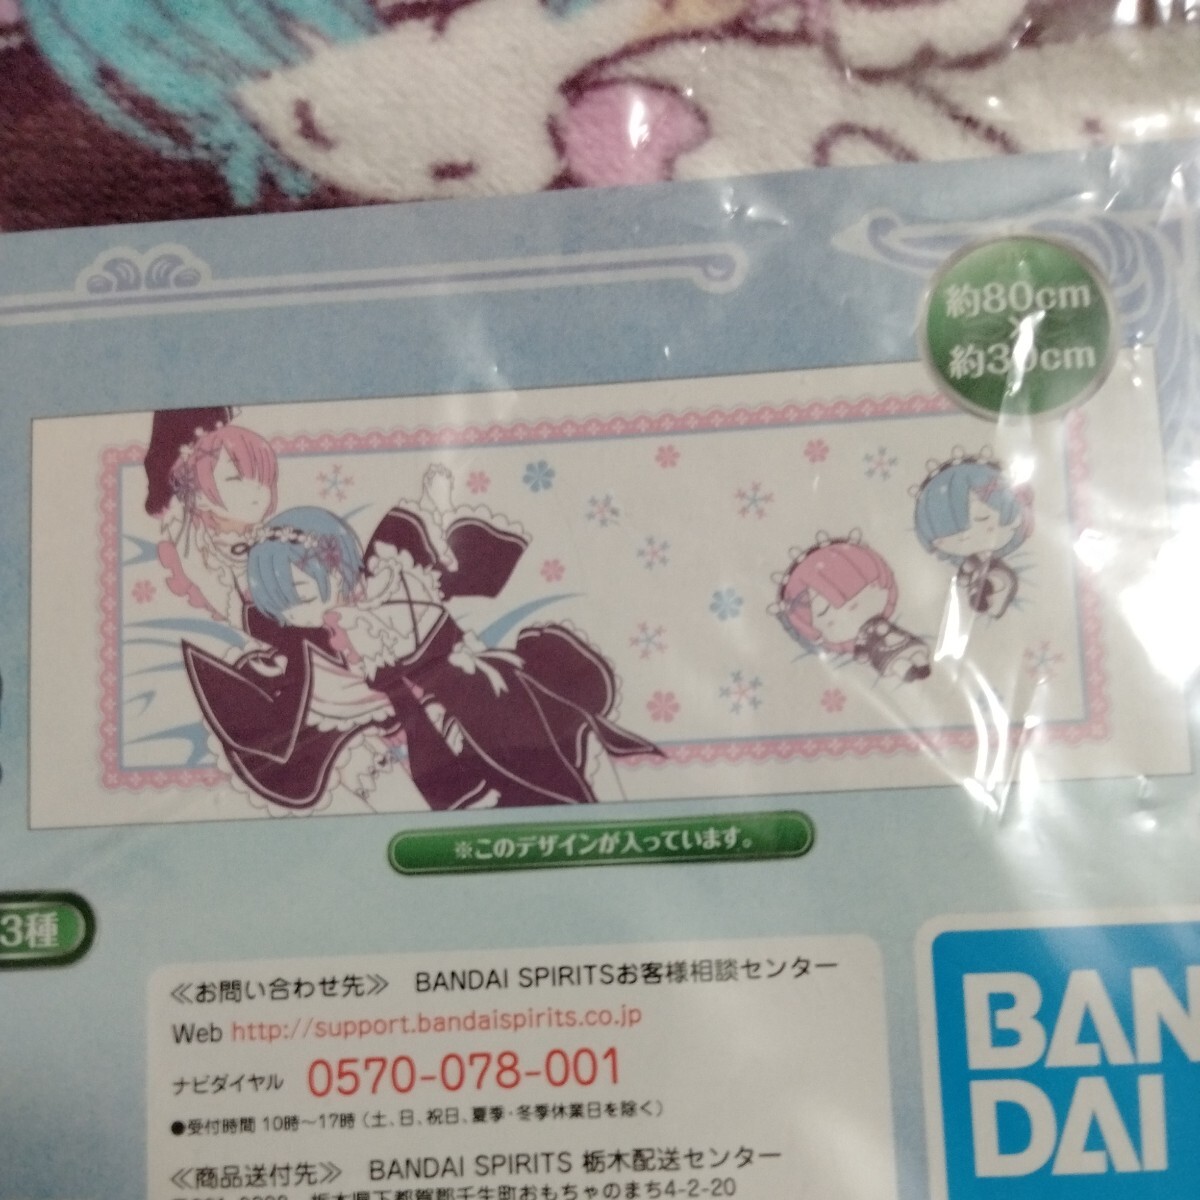 約80cm
×
約30cm
※このデザインが入っています。
3種
≪お問い合わせ先≫ BANDAI SPIRITSお客様相談センター
Web http://support.bandaispirits.co.jp
ナビダイヤル 0570-078-001
●受付時間 10時～17時（土、日、祝日、夏季・冬季休業日を除く）
≪商品送付先≫ BANDAI SPIRITS 栃木配送センター
栃木県下都賀郡壬生町おもちゃのまち4-2-20
BAN
DAI